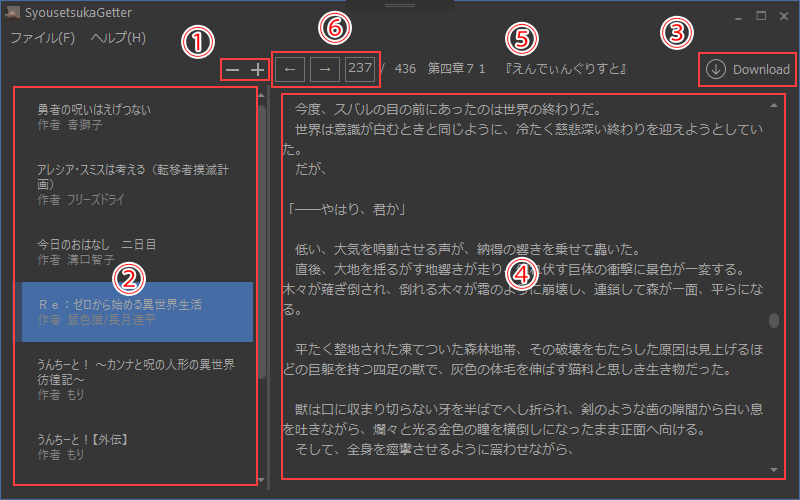 SyousetsukaGetter
ファイル(F) ヘルプ(H)
① ⑥ ⑤ ③
− + ← → 237 / 436 第四章７１ 『えんでぃんぐりすと』 Download
勇者の呪いはえげつない
作者 青獅子
アレシア・スミスは考える（転移者撲滅計
画）
作者 フリーズドライ
今日のおはなし 二日目
作者 溝口智子
②
Ｒｅ：ゼロから始める異世界生活
作者 鼠色猫/長月達平
うんちーと！ ～カンナと呪の人形の異世界
彷徨記～
作者 もり
うんちーと！【外伝】
作者 もり
今度、スバルの目の前にあったのは世界の終わりだ。
世界は意識が白むときと同じように、冷たく慈悲深い終わりを迎えようとしてい
た。
だが、
「――やはり、君か」
低い、大気を鳴動させる声が、納得の響きを乗せて轟いた。
直後、大地を揺るがす地響きが走り、 ④ 伏す巨体の衝撃に景色が一変する。
木々が薙ぎ倒され、倒れる木々が霜のように崩壊し、連鎖して森が一面、平らにな
る。
平たく整地された凍てついた森林地帯、その破壊をもたらした原因は見上げるほ
どの巨躯を持つ四足の獣で、灰色の体毛を伸ばす猫科と思しき生き物だった。
獣は口に収まり切らない牙を半ばでへし折られ、剣のような歯の隙間から白い息
を吐きながら、爛々と光る金色の瞳を横倒しになったまま正面へ向ける。
そして、全身を痙攣させるように震わせながら、